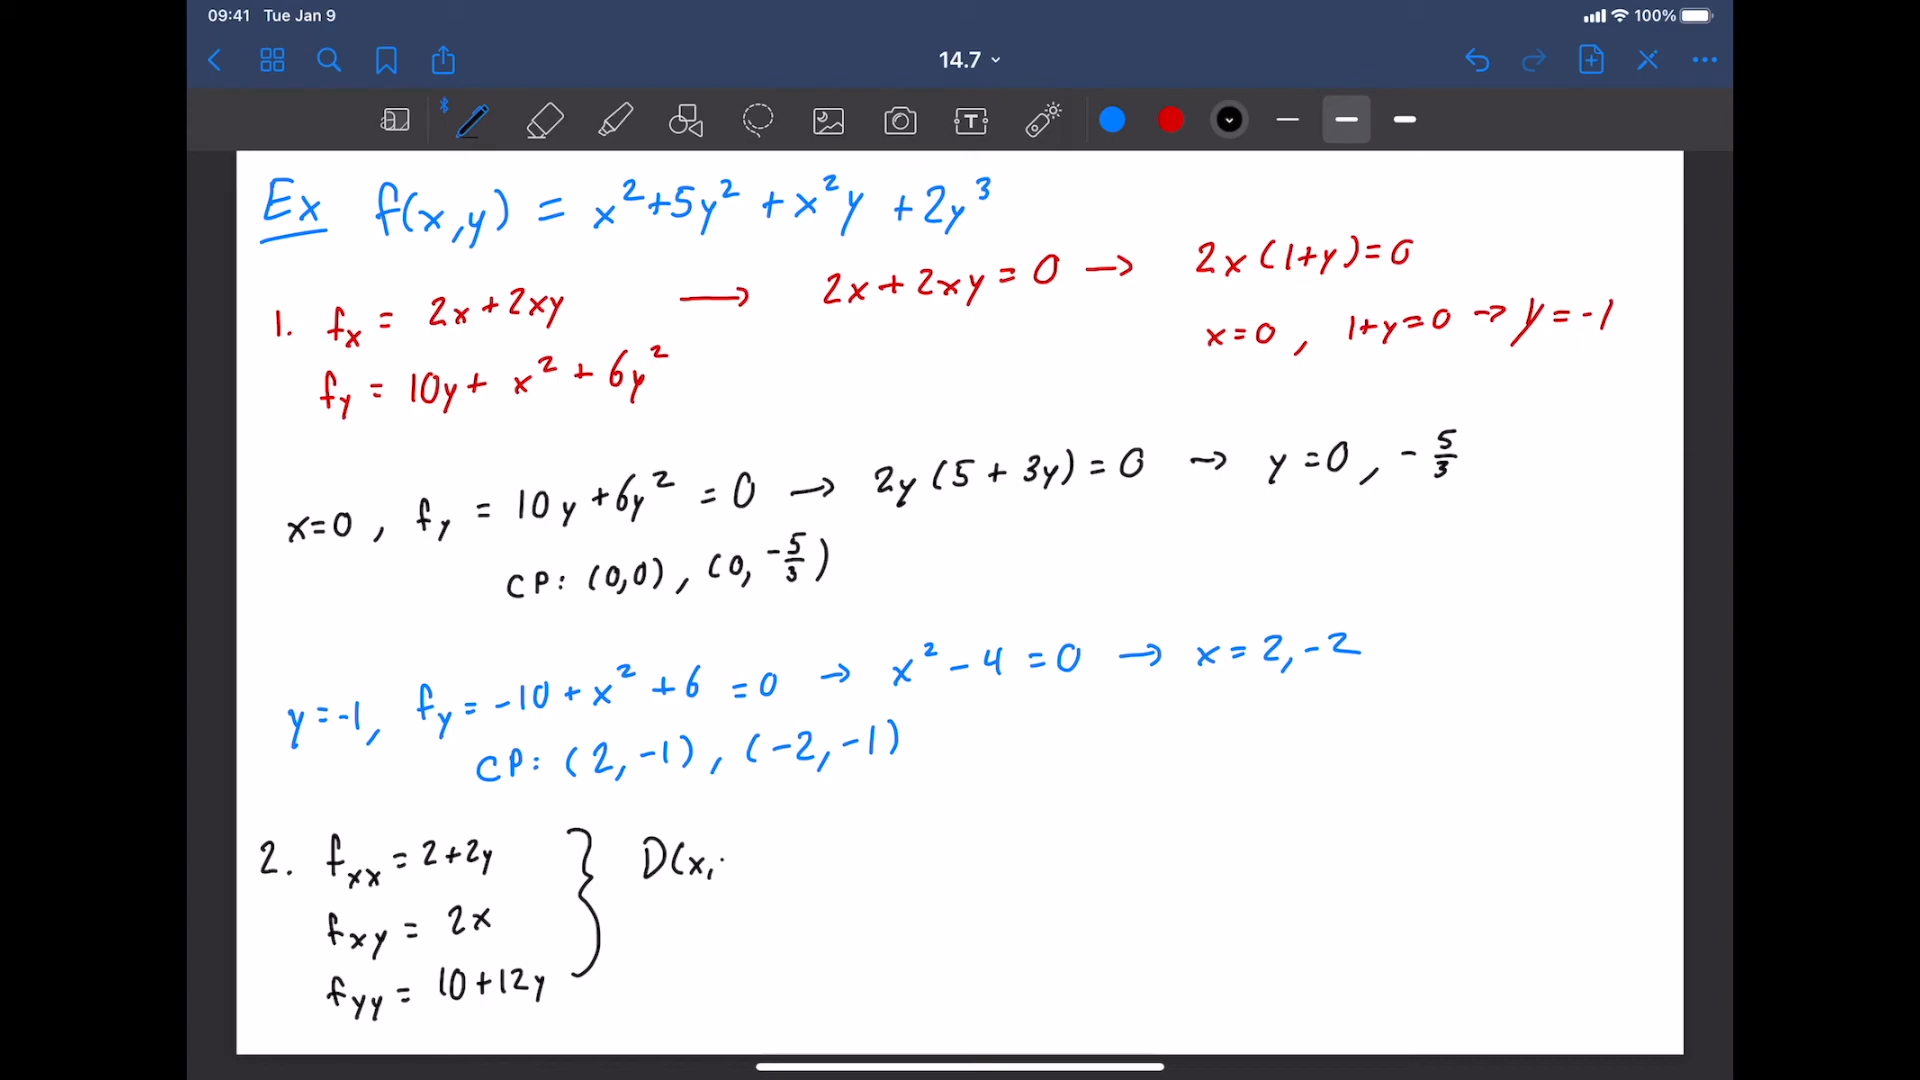 09:41 Tue Jan 9 100%
14.7
Ex f(x,y) = x²+5y² + x²y + 2y³
1. fx = 2x+2xy → 2x+2xy = 0 → 2x(1+y)=0
x=0, 1+y=0 → y=-1
fy = 10y + x² + 6y²
x=0, fy = 10y+6y² = 0 → 2y(5+3y)=0 → y=0, -5/3
CP: (0,0), (0, -5/3)
y=-1, fy = -10+x²+6 = 0 → x²-4 = 0 → x=2,-2
CP: (2,-1), (-2,-1)
2. fxx = 2+2y } D(x,
fxy = 2x
fyy = 10+12y